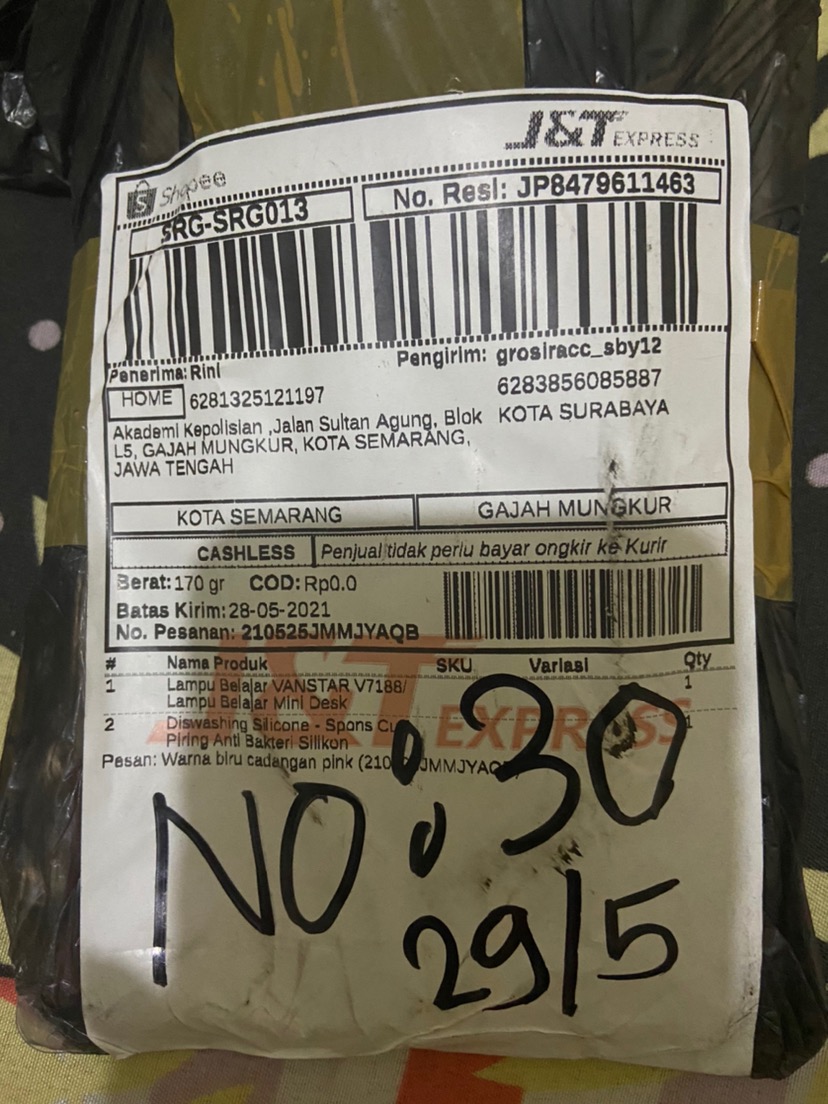 J&T EXPRESS
Shopee
SRG-SRG013
No. Resi: JP8479611463
Penerima: Rini
Pengirim: grosiracc_sby12
HOME 6281325121197
6283856085887
Akademi Kepolisian ,Jalan Sultan Agung, Blok
KOTA SURABAYA
L5, GAJAH MUNGKUR, KOTA SEMARANG,
JAWA TENGAH
KOTA SEMARANG
GAJAH MUNGKUR
CASHLESS Penjual tidak perlu bayar ongkir ke Kurir
Berat: 170 gr COD: Rp0.0
Batas Kirim: 28-05-2021
No. Pesanan: 210525JMMJYAQB
# Nama Produk SKU Variasi Qty
1 Lampu Belajar VANSTAR V7186/ 1
Lampu Belajar Mini Desk
2 Diswashing Silicone - Spons Cu 1
Piring Anti Bakteri Silikon
J&T EXPRESS
Pesan: Warna biru cadangan pink (210 JMMJYAQ
NO: 30
29/5